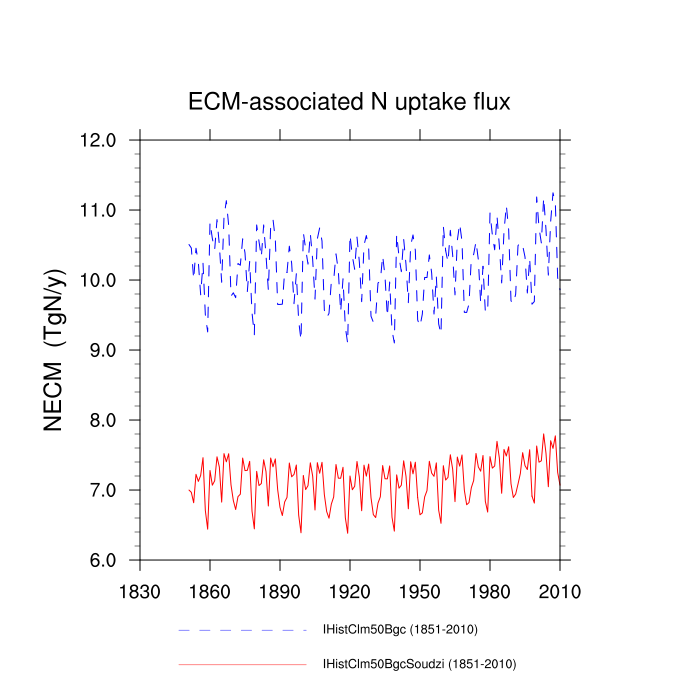 ECM-associated N uptake flux
NECM (TgN/y)
12.0
11.0
10.0
9.0
8.0
7.0
6.0
1830 1860 1890 1920 1950 1980 2010
IHistClm50Bgc (1851-2010)
IHistClm50BgcSoudzi (1851-2010)